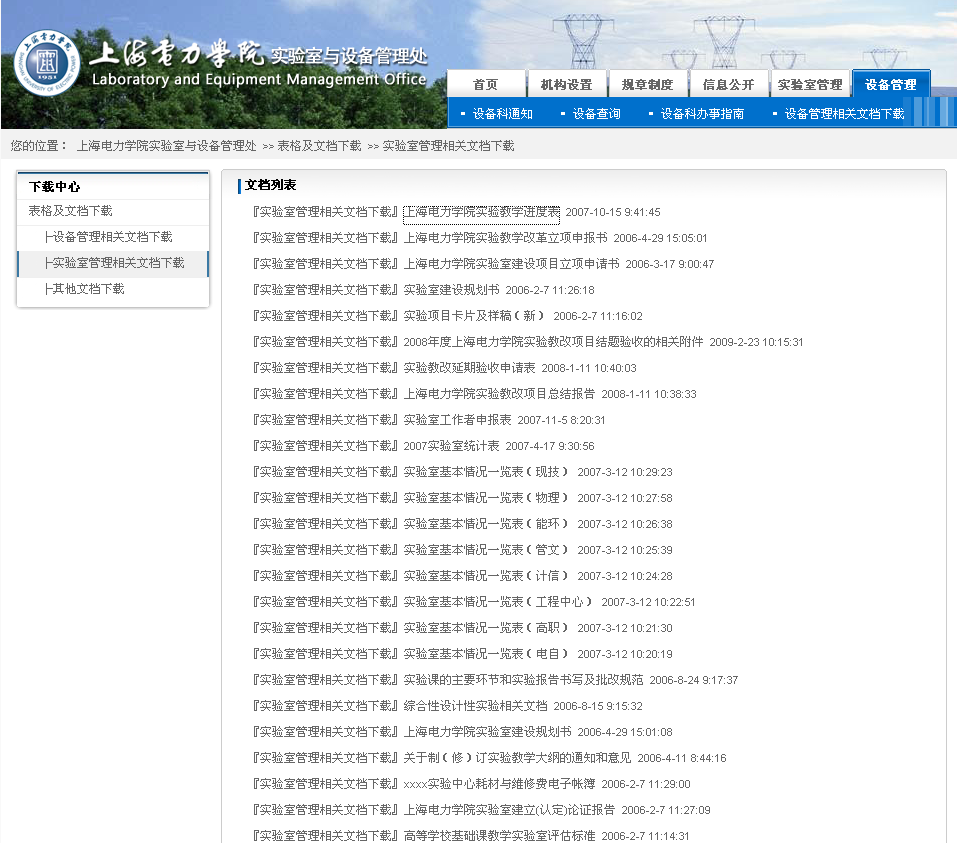 上海电力学院 实验室与设备管理处
Laboratory and Equipment Management Office
首页 机构设置 规章制度 信息公开 实验室管理 设备管理
▪ 设备科通知 ▪ 设备查询 ▪ 设备科办事指南 ▪ 设备管理相关文档下载
您的位置： 上海电力学院实验室与设备管理处 >> 表格及文档下载 >> 实验室管理相关文档下载
下载中心
表格及文档下载
├设备管理相关文档下载
├实验室管理相关文档下载
├其他文档下载
文档列表
『实验室管理相关文档下载』上海电力学院实验教学进度表 2007-10-15 9:41:45
『实验室管理相关文档下载』上海电力学院实验教学改革立项申报书 2006-4-29 15:05:01
『实验室管理相关文档下载』上海电力学院实验室建设项目立项申请书 2006-3-17 9:00:47
『实验室管理相关文档下载』实验室建设规划书 2006-2-7 11:26:18
『实验室管理相关文档下载』实验项目卡片及样稿（新） 2006-2-7 11:16:02
『实验室管理相关文档下载』2008年度上海电力学院实验教改项目结题验收的相关附件 2009-2-23 10:15:31
『实验室管理相关文档下载』实验教改延期验收申请表 2008-1-11 10:40:03
『实验室管理相关文档下载』上海电力学院实验教改项目总结报告 2008-1-11 10:38:33
『实验室管理相关文档下载』实验室工作者申报表 2007-11-5 8:20:31
『实验室管理相关文档下载』2007实验室统计表 2007-4-17 9:30:56
『实验室管理相关文档下载』实验室基本情况一览表（现技） 2007-3-12 10:29:23
『实验室管理相关文档下载』实验室基本情况一览表（物理） 2007-3-12 10:27:58
『实验室管理相关文档下载』实验室基本情况一览表（能环） 2007-3-12 10:26:38
『实验室管理相关文档下载』实验室基本情况一览表（管文） 2007-3-12 10:25:39
『实验室管理相关文档下载』实验室基本情况一览表（计信） 2007-3-12 10:24:28
『实验室管理相关文档下载』实验室基本情况一览表（工程中心） 2007-3-12 10:22:51
『实验室管理相关文档下载』实验室基本情况一览表（高职） 2007-3-12 10:21:30
『实验室管理相关文档下载』实验室基本情况一览表（电自） 2007-3-12 10:20:19
『实验室管理相关文档下载』实验课的主要环节和实验报告书写及批改规范 2006-8-24 9:17:37
『实验室管理相关文档下载』综合性设计性实验相关文档 2006-8-15 9:15:32
『实验室管理相关文档下载』上海电力学院实验室建设规划书 2006-4-29 15:01:08
『实验室管理相关文档下载』关于制（修）订实验教学大纲的通知和意见 2006-4-11 8:44:16
『实验室管理相关文档下载』xxxx实验中心耗材与维修费电子帐簿 2006-2-7 11:29:00
『实验室管理相关文档下载』上海电力学院实验室建立(认定)论证报告 2006-2-7 11:27:09
『实验室管理相关文档下载』高等学校基础课教学实验室评估标准 2006-2-7 11:14:31